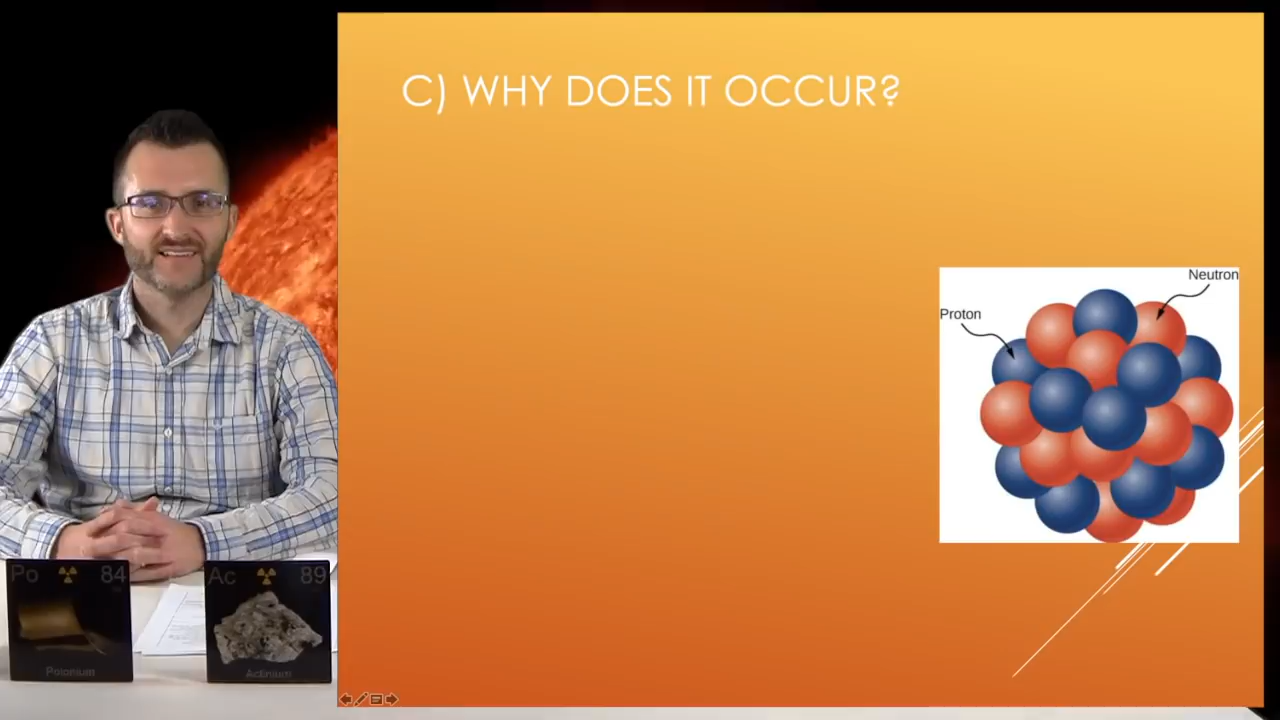 C) WHY DOES IT OCCUR?
Neutron
Proton
Po 84
Ac 89
Polonium
Actinium